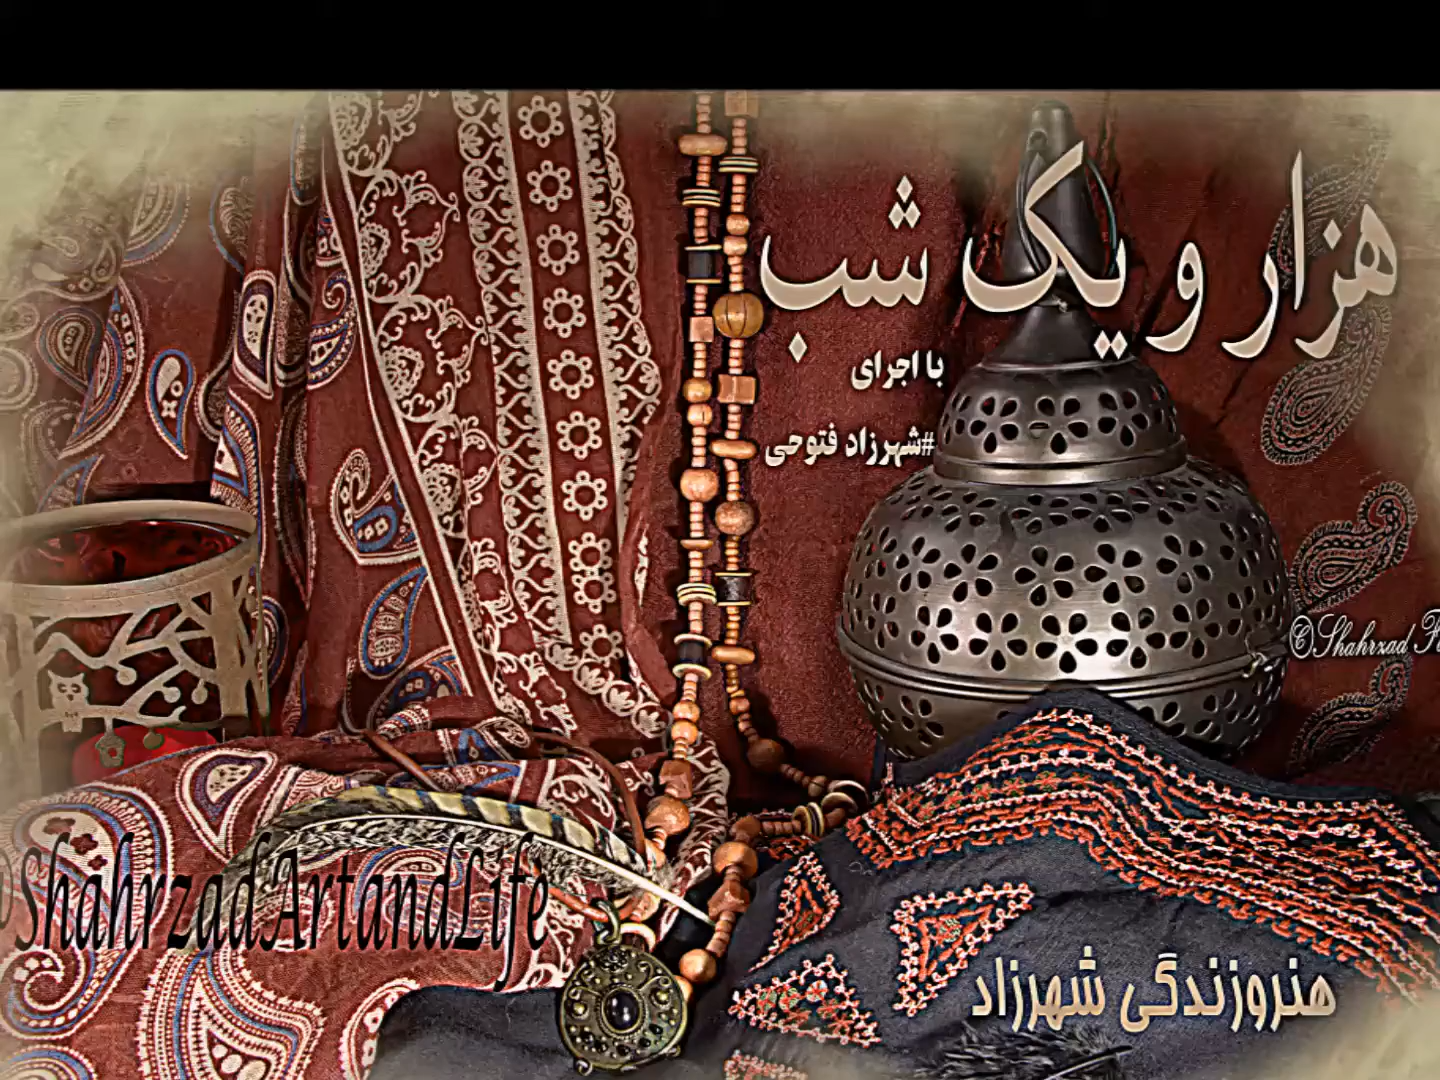 هزار و یک شب
با اجرای
#شهرزاد فتوحی
©Shahrzad
©ShahrzadArtandLife
هنروزندگی شهرزاد